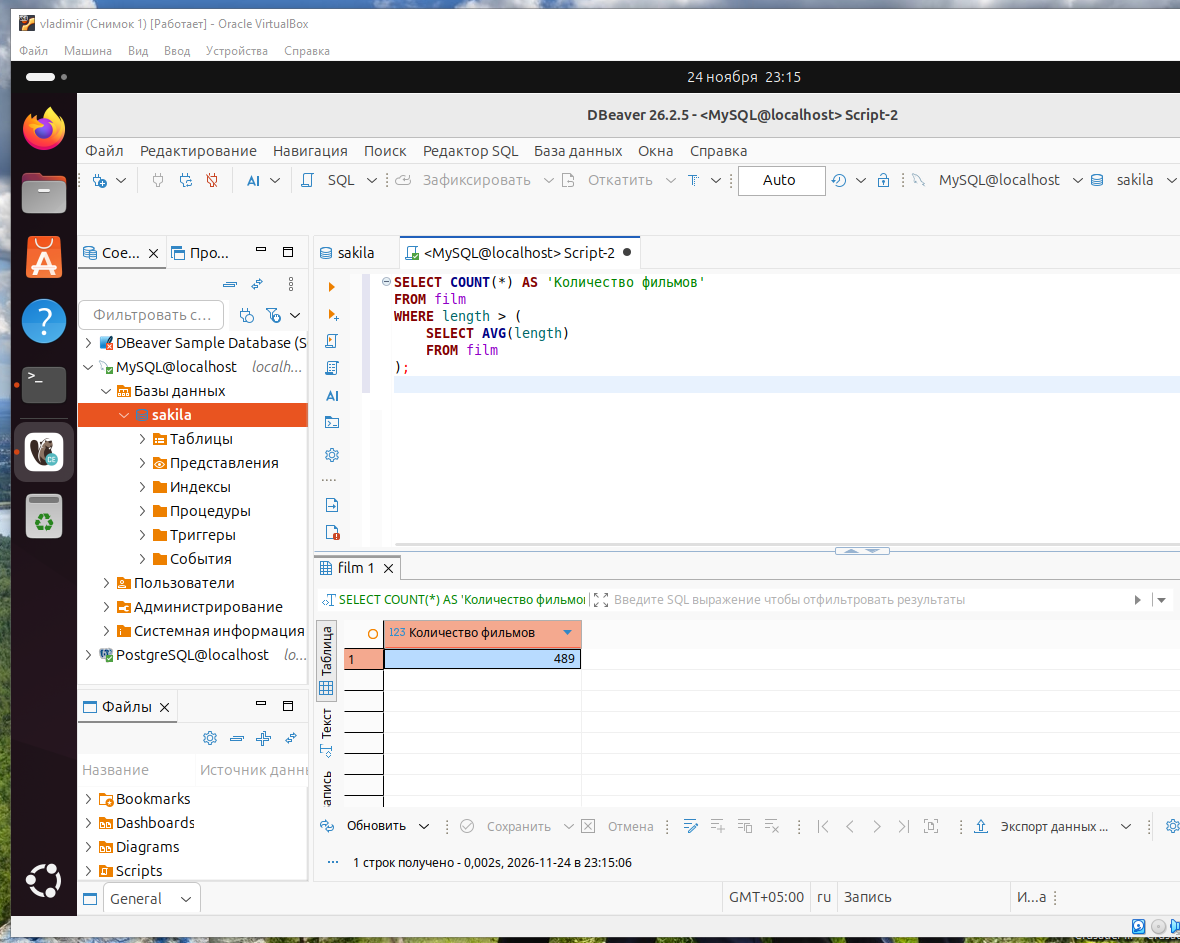 vladimir (Снимок 1) [Работает] - Oracle VirtualBox
Файл Машина Вид Ввод Устройства Справка
24 ноября 23:15
DBeaver 26.2.5 - <MySQL@localhost> Script-2
Файл Редактирование Навигация Поиск Редактор SQL База данных Окна Справка
AI SQL Зафиксировать Откатить T Auto MySQL@localhost sakila
Сое... Про...
sakila <MySQL@localhost> Script-2
Фильтровать с...
DBeaver Sample Database (S
MySQL@localhost localh...
Базы данных
sakila
Таблицы
Представления
Индексы
Процедуры
Триггеры
События
Пользователи
Администрирование
Системная информация
PostgreSQL@localhost lo...
SELECT COUNT(*) AS 'Количество фильмов'
FROM film
WHERE length > (
SELECT AVG(length)
FROM film
);
AI
film 1
SELECT COUNT(*) AS 'Количество фильмо Введите SQL выражение чтобы отфильтровать результаты
Таблица
Текст
апись
123 Количество фильмов
1 489
Файлы
Название Источник данн
Bookmarks
Dashboards
Diagrams
Scripts
Обновить Сохранить Отмена Экспорт данных ...
1 строк получено - 0,002s, 2026-11-24 в 23:15:06
General
GMT+05:00 ru Запись И...а